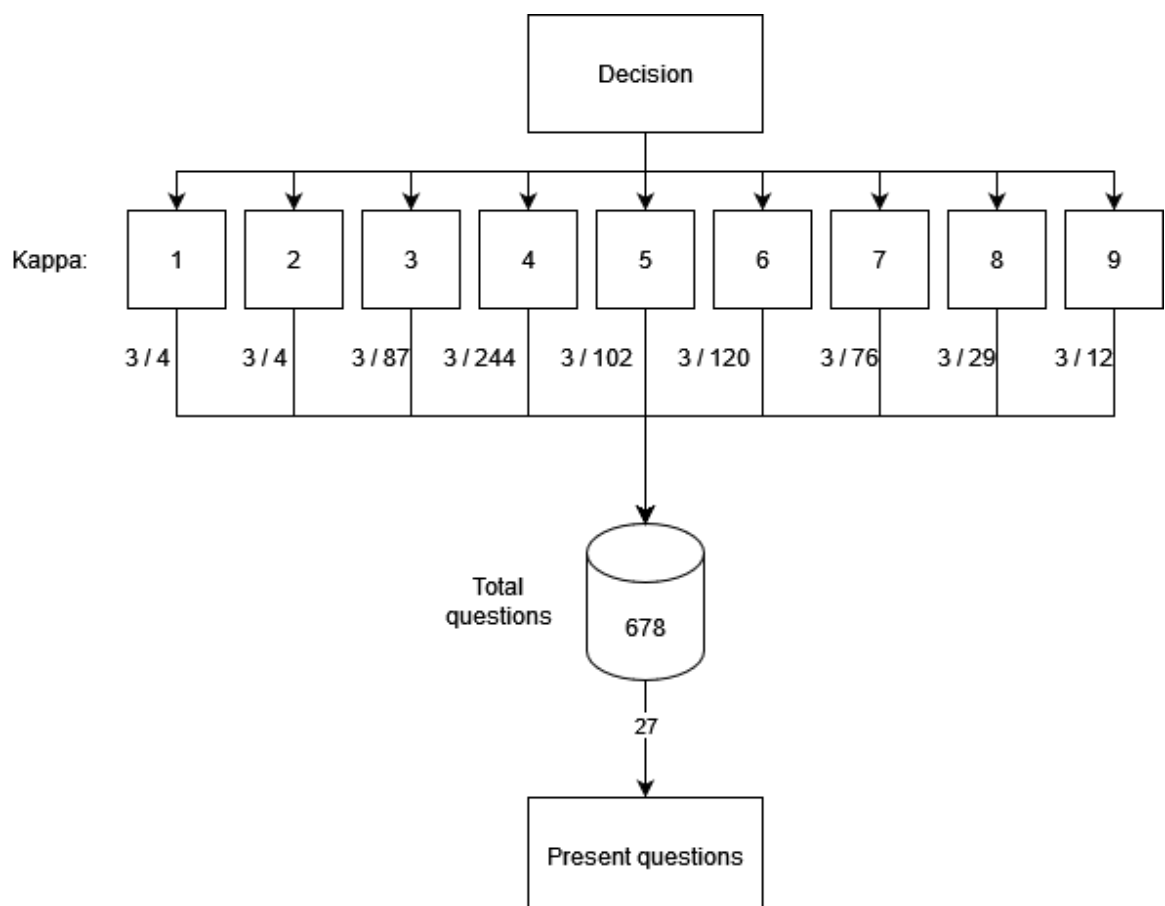 Decision
Kappa:
1
2
3
4
5
6
7
8
9
3 / 4
3 / 4
3 / 87
3 / 244
3 / 102
3 / 120
3 / 76
3 / 29
3 / 12
Total
questions
678
27
Present questions